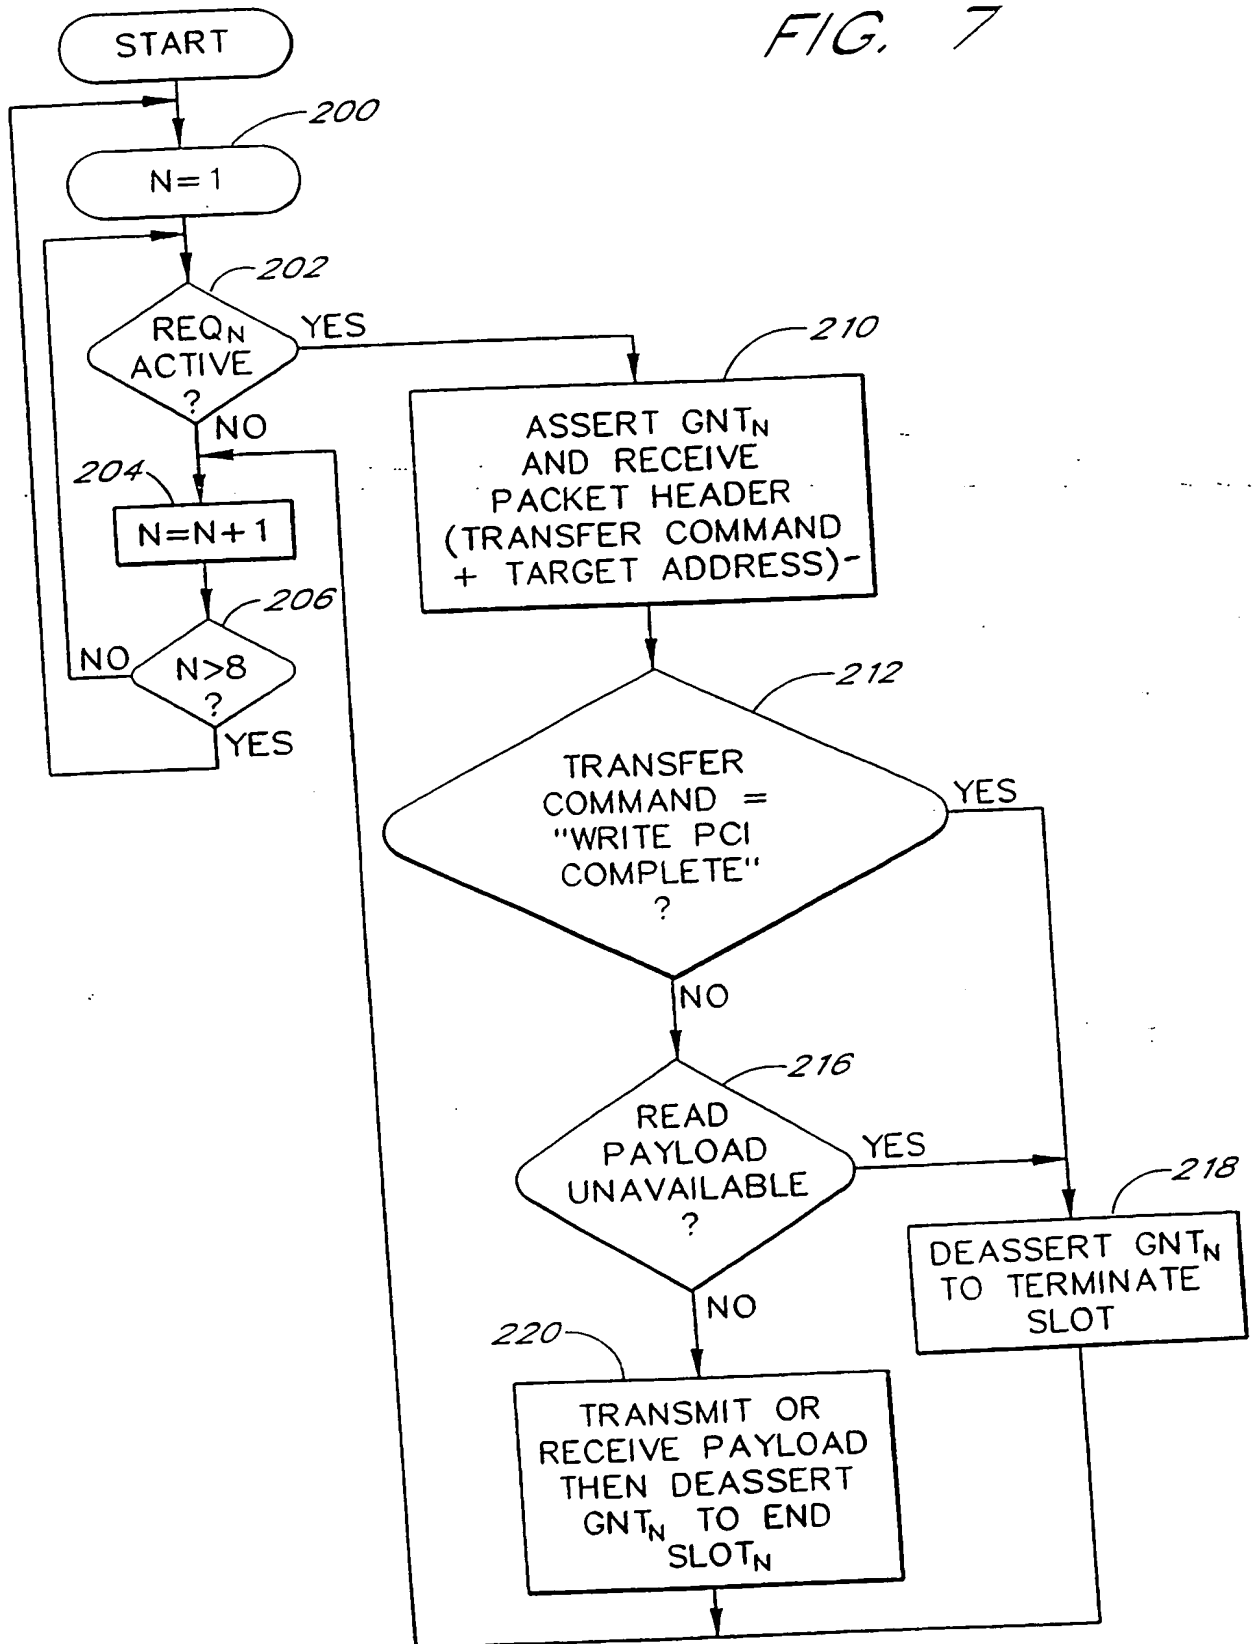 FIG. 7
START
200
N=1
202
REQN
ACTIVE
?
YES
NO
204
N=N+1
206
N>8
?
NO
YES
210
ASSERT GNTN
AND RECEIVE
PACKET HEADER
(TRANSFER COMMAND
+ TARGET ADDRESS)-
212
TRANSFER
COMMAND =
"WRITE PCI
COMPLETE"
?
YES
NO
216
READ
PAYLOAD
UNAVAILABLE
?
YES
NO
218
DEASSERT GNTN
TO TERMINATE
SLOT
220
TRANSMIT OR
RECEIVE PAYLOAD
THEN DEASSERT
GNTN TO END
SLOTN